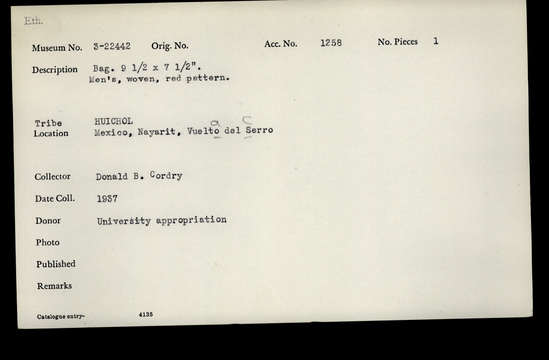 Eth.
Museum No. 3-22442 Orig. No. Acc. No. 1258 No. Pieces 1
Description Bag. 9 1/2 x 7 1/2".
Men's, woven, red pattern.
a C
Tribe HUICHOL
Location Mexico, Nayarit, Vuelto del Serro
Collector Donald B. Cordry
Date Coll. 1937
Donor University appropriation
Photo
Published
Remarks
Catalogue entry- 4135